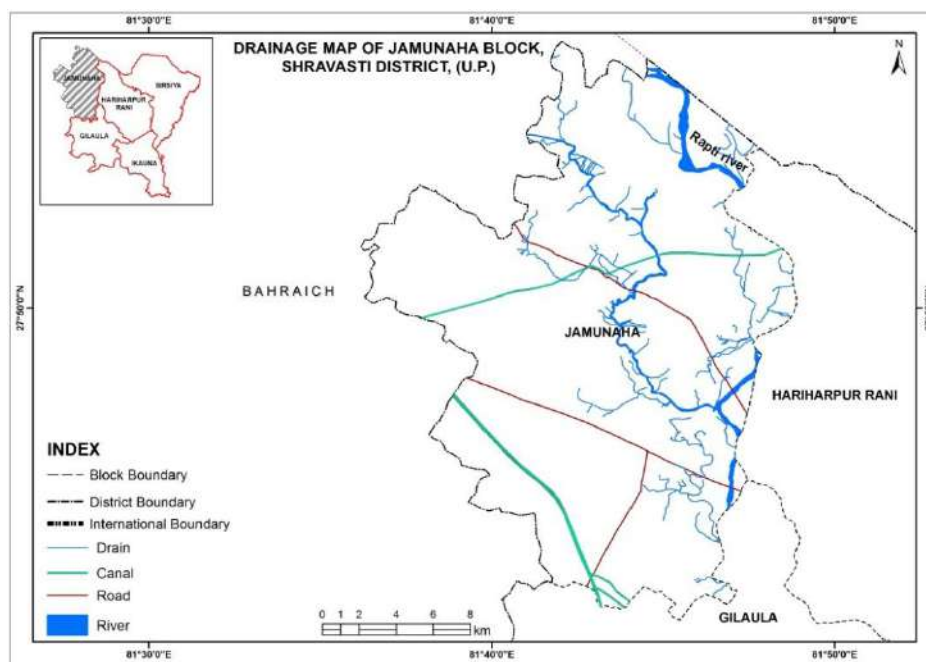 81°30'0"E
81°40'0"E
81°50'0"E
DRAINAGE MAP OF JAMUNAHA BLOCK,
SHRAVASTI DISTRICT, (U.P.)
N
JAMUNAHA
HARIHARPUR
RANI
SIRSIYA
GILAULA
IKAUNA
Rapti river
BAHRAICH
27°50'0"N
JAMUNAHA
HARIHARPUR RANI
INDEX
Block Boundary
District Boundary
International Boundary
Drain
Canal
Road
River
0 1 2 4 6 8
km
GILAULA
81°30'0"E
81°40'0"E
81°50'0"E